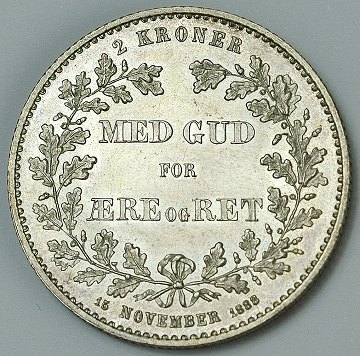 2 KRONER
MED GUD
FOR
ÆRE OG RET
15 NOVEMBER 1888